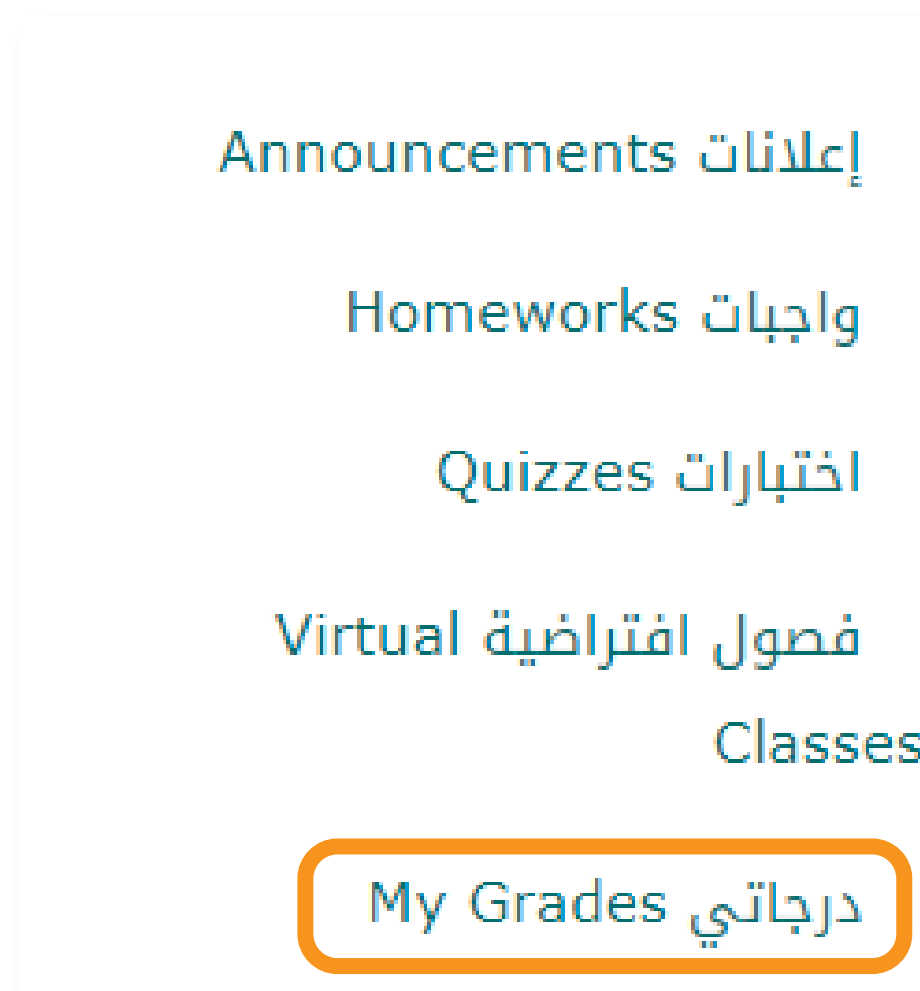 إعلانات Announcements
واجبات Homeworks
اختبارات Quizzes
فصول افتراضية Virtual
Classes
درجاتي My Grades